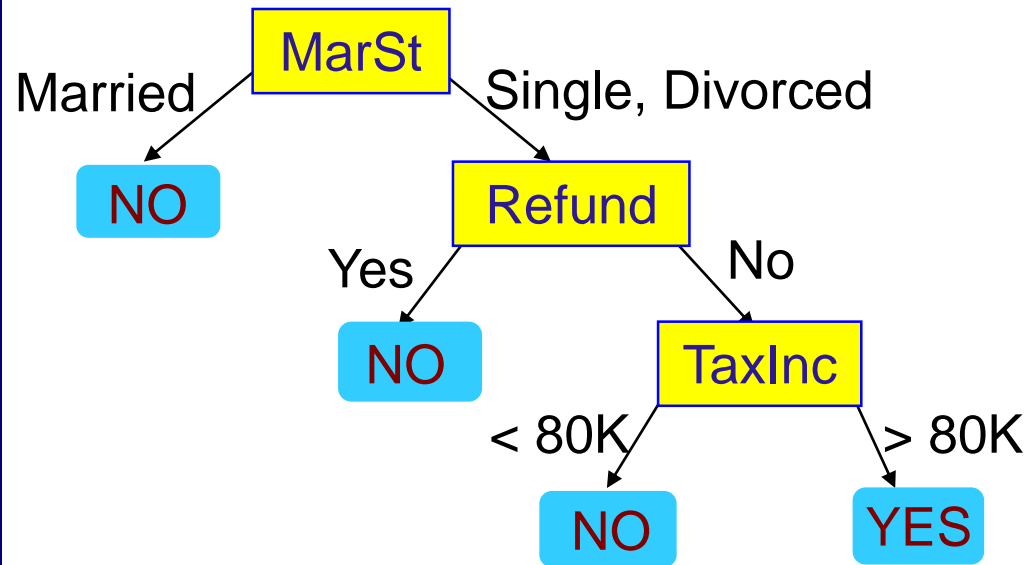 MarSt
Married
Single, Divorced
NO
Refund
Yes
No
NO
TaxInc
< 80K
> 80K
NO
YES